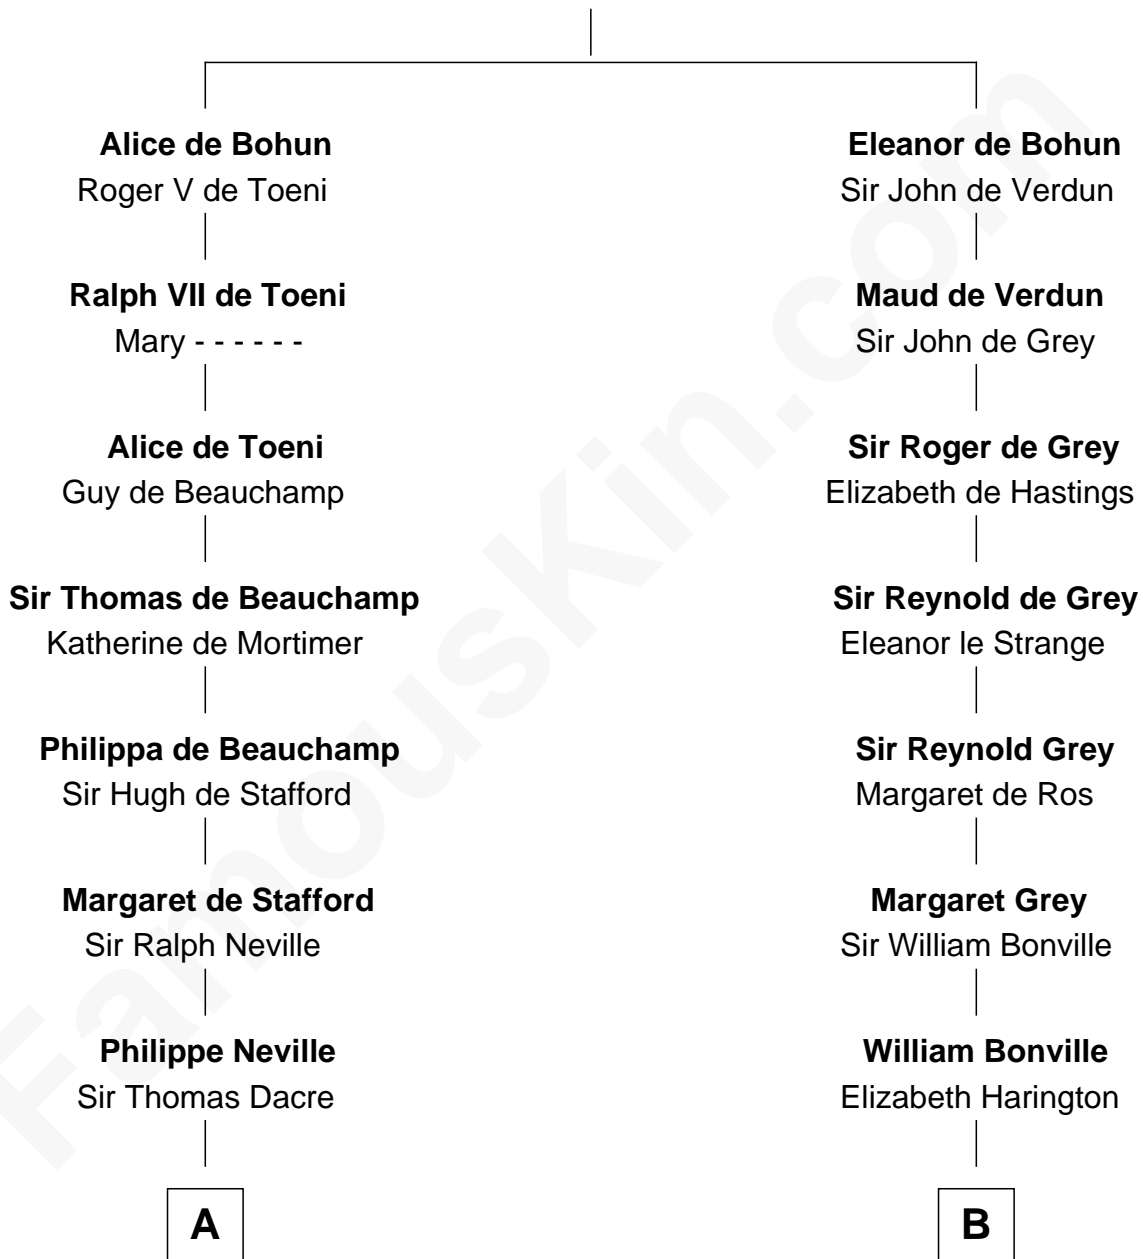 Alice de Bohun
Roger V de Toeni
Ralph VII de Toeni
Mary - - - - - -
Alice de Toeni
Guy de Beauchamp
Sir Thomas de Beauchamp
Katherine de Mortimer
Philippa de Beauchamp
Sir Hugh de Stafford
Margaret de Stafford
Sir Ralph Neville
Philippe Neville
Sir Thomas Dacre
A
Eleanor de Bohun
Sir John de Verdun
Maud de Verdun
Sir John de Grey
Sir Roger de Grey
Elizabeth de Hastings
Sir Reynold de Grey
Eleanor le Strange
Sir Reynold Grey
Margaret de Ros
Margaret Grey
Sir William Bonville
William Bonville
Elizabeth Harington
B
FamousKin.com